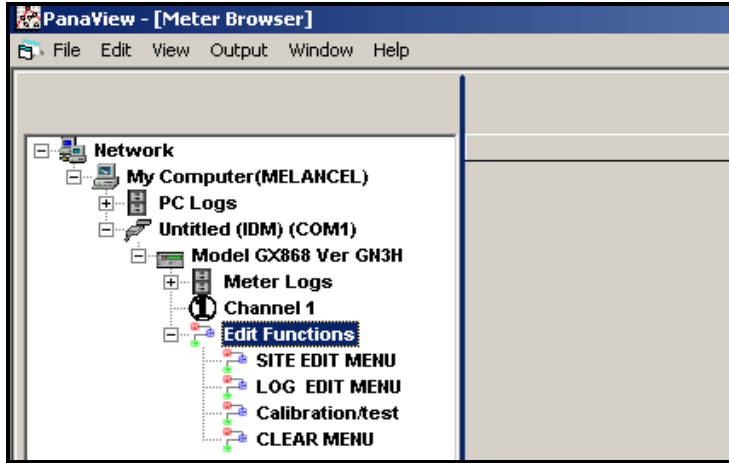 PanaView - [Meter Browser]
File Edit View Output Window Help
Network
My Computer(MELANCEL)
PC Logs
Untitled (IDM) (COM1)
Model GX868 Ver GN3H
Meter Logs
1 Channel 1
Edit Functions
SITE EDIT MENU
LOG EDIT MENU
Calibration/test
CLEAR MENU